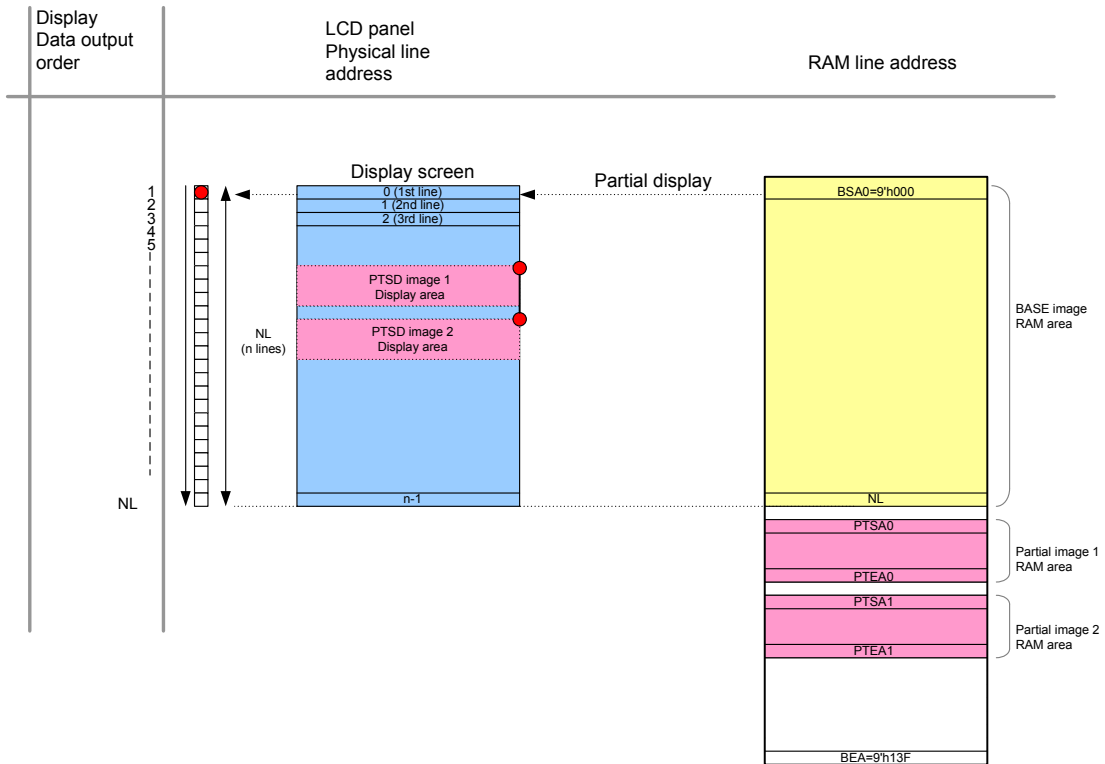 Display
Data output
order
LCD panel
Physical line
address
RAM line address
Display screen
Partial display
1
2
3
4
5
NL
NL
(n lines)
0 (1st line)
1 (2nd line)
2 (3rd line)
PTSD image 1
Display area
PTSD image 2
Display area
n-1
BSA0=9'h000
NL
BASE image
RAM area
PTSA0
PTEA0
Partial image 1
RAM area
PTSA1
PTEA1
Partial image 2
RAM area
BEA=9'h13F